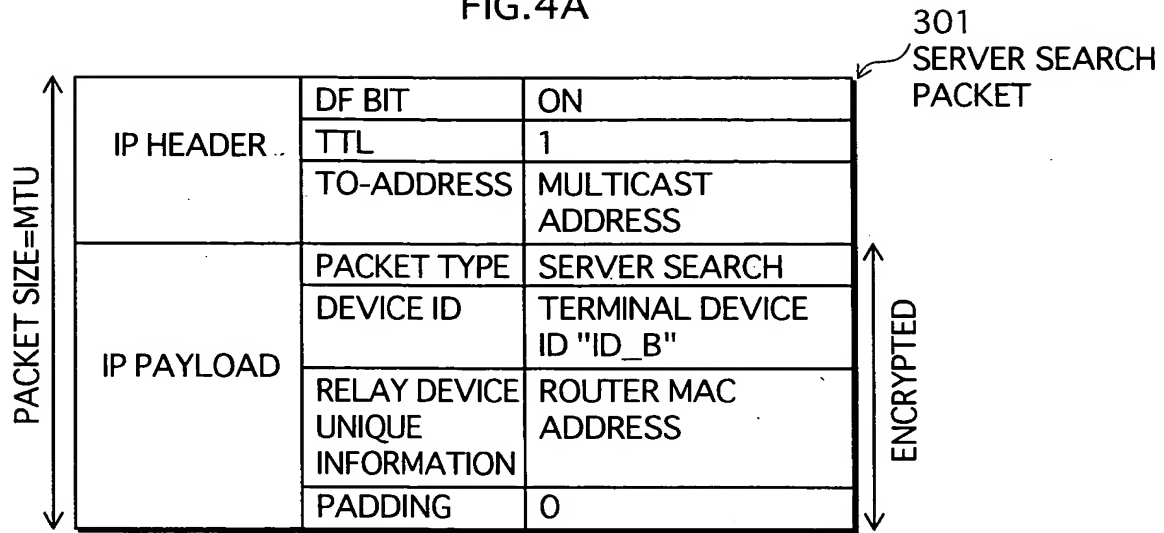 FIG.4A
301
SERVER SEARCH
PACKET
PACKET SIZE=MTU
IP HEADER
DF BIT
ON
TTL
1
TO-ADDRESS
MULTICAST
ADDRESS
IP PAYLOAD
PACKET TYPE
SERVER SEARCH
DEVICE ID
TERMINAL DEVICE
ID "ID_B"
RELAY DEVICE
UNIQUE
INFORMATION
ROUTER MAC
ADDRESS
PADDING
0
ENCRYPTED